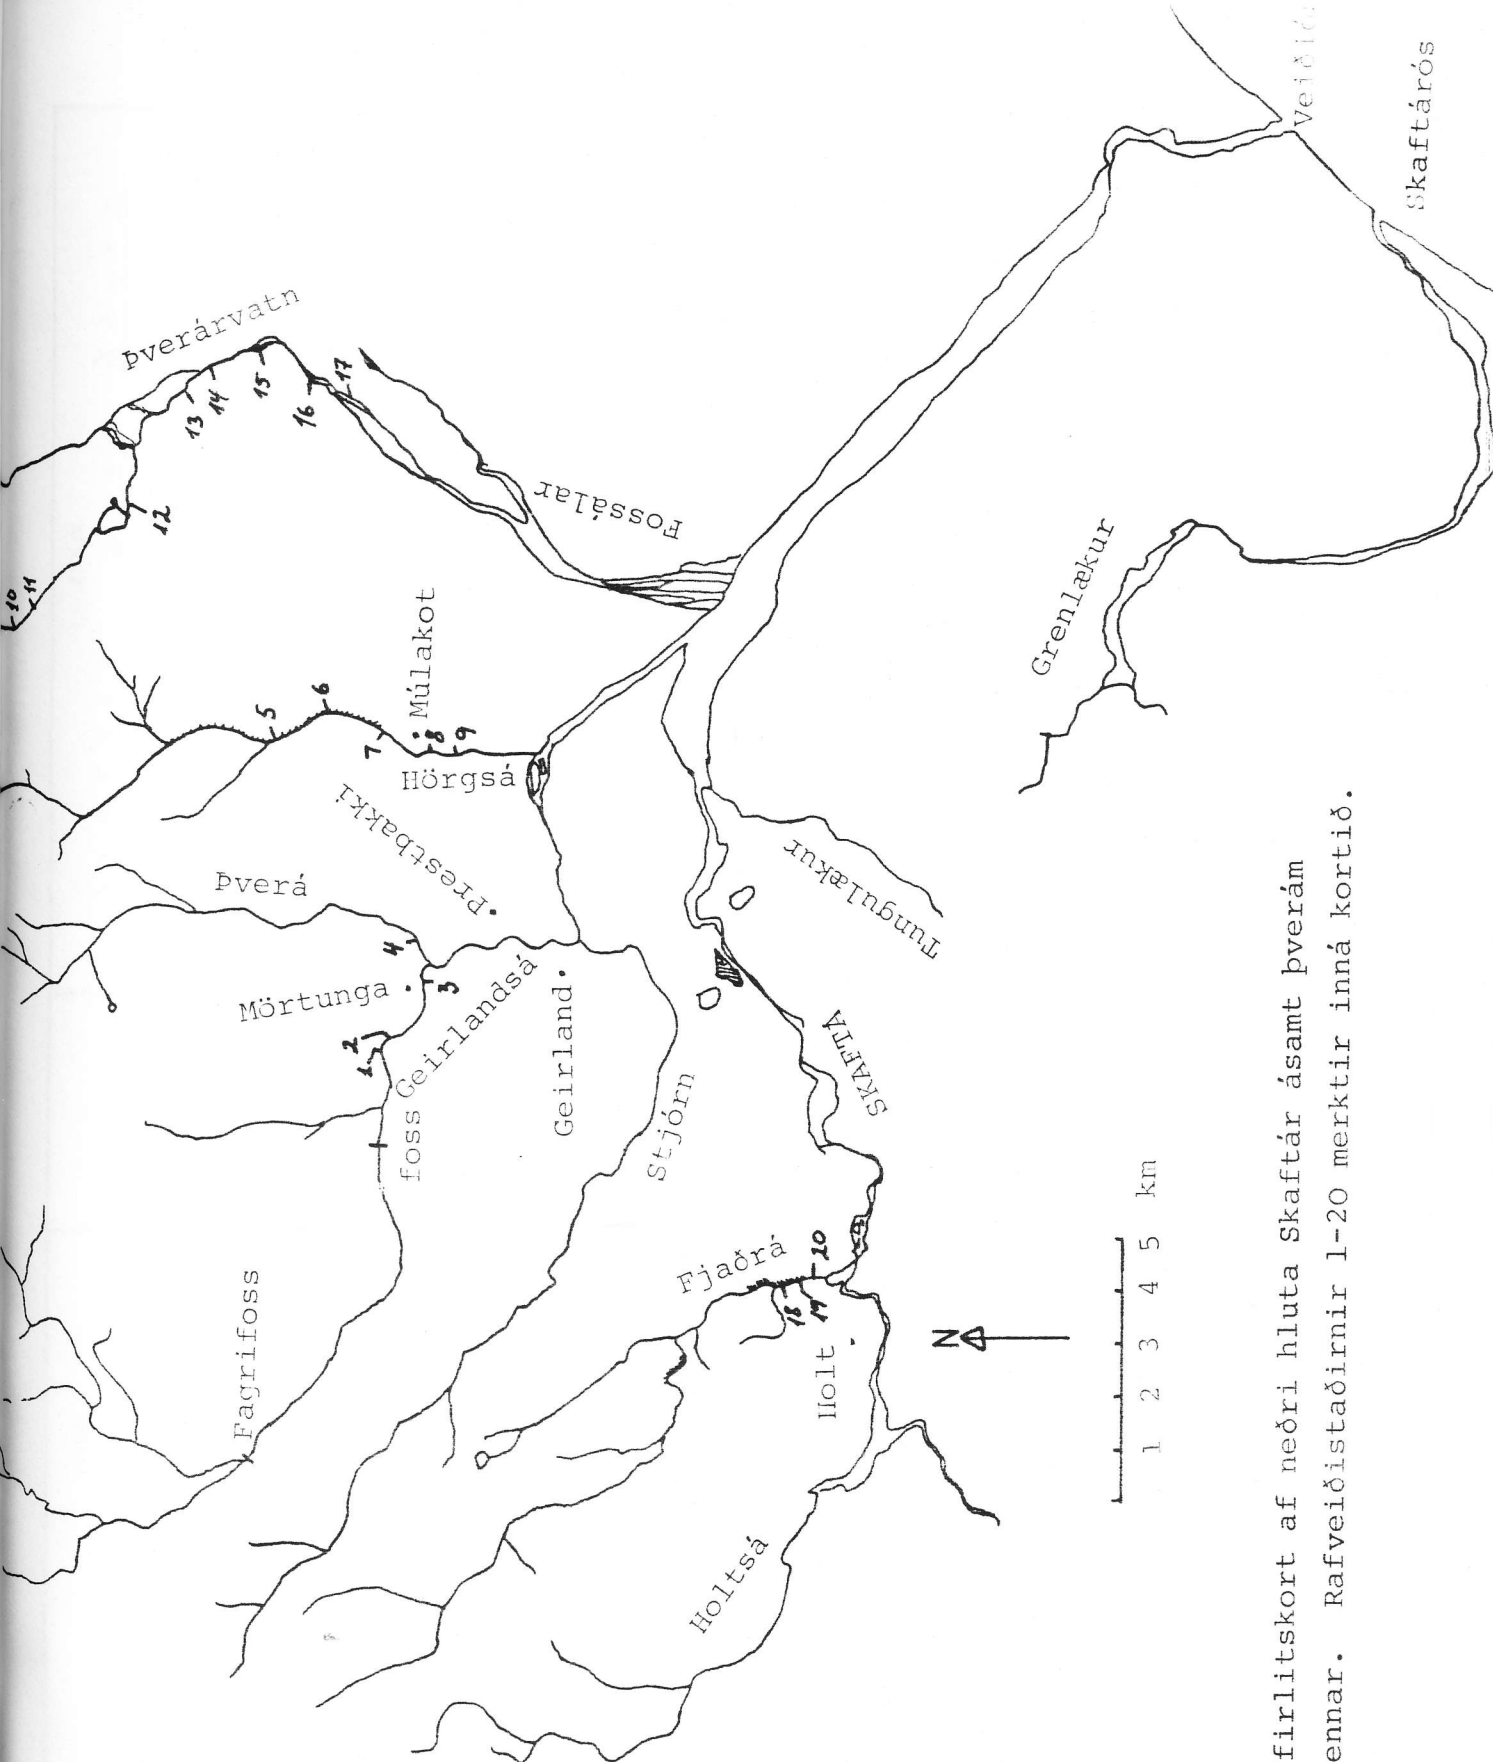 Þverárvatn
10
11
12
13
14
15
16
17
Fossálar
Múlakot
5
6
7
8
9
Hörgsá
Prestbakki
Þverá
4
3
Mörtunga
Geirlandsá
1
2
foss
Geirland
Stjórn
Fagrifoss
Fjaðrá
18
19
20
Holt
Holtsá
SKAFTÁ
Tungulækur
Grenlækur
Skaftárós
N
1 2 3 4 5 km
firlitskort af neðri hluta Skaftár ásamt þverám
ennar. Rafveiðistaðirnir 1-20 merktir inná kortið.